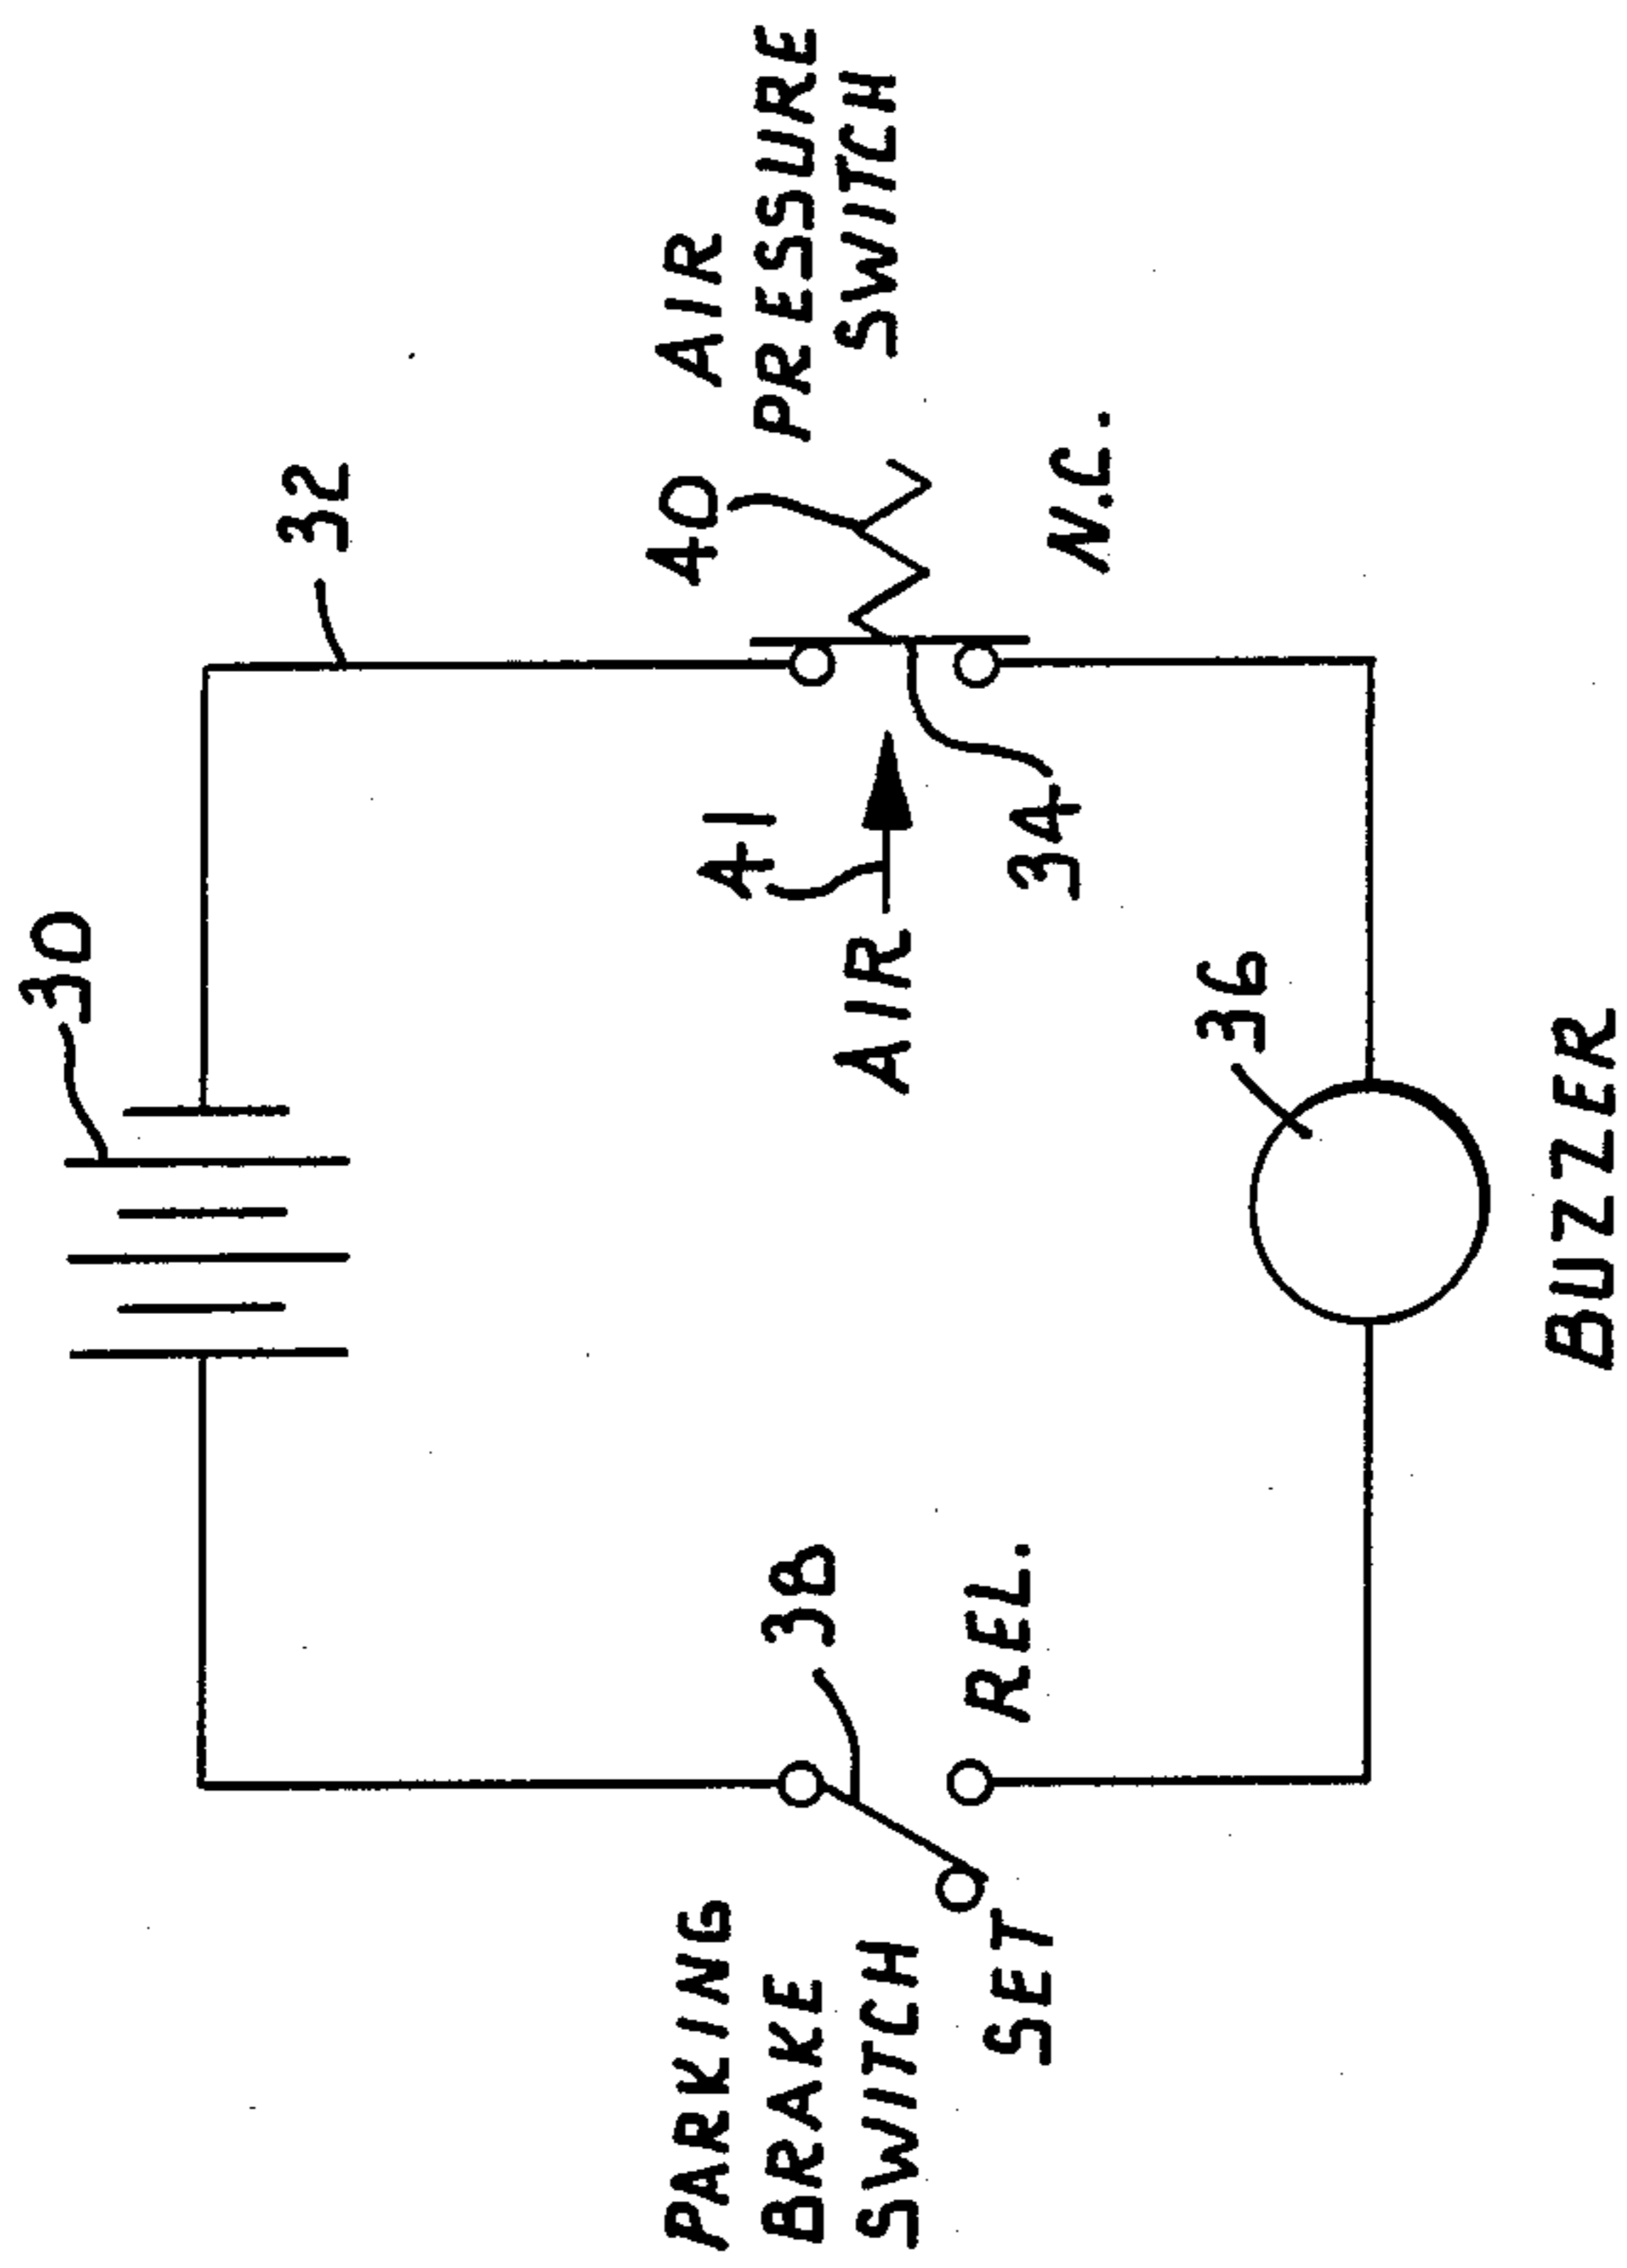 30
32
PARKING
BRAKE
SWITCH
SET
38
REL.
41
AIR
34
40
AIR
PRESSURE
SWITCH
N.C.
36
BUZZER